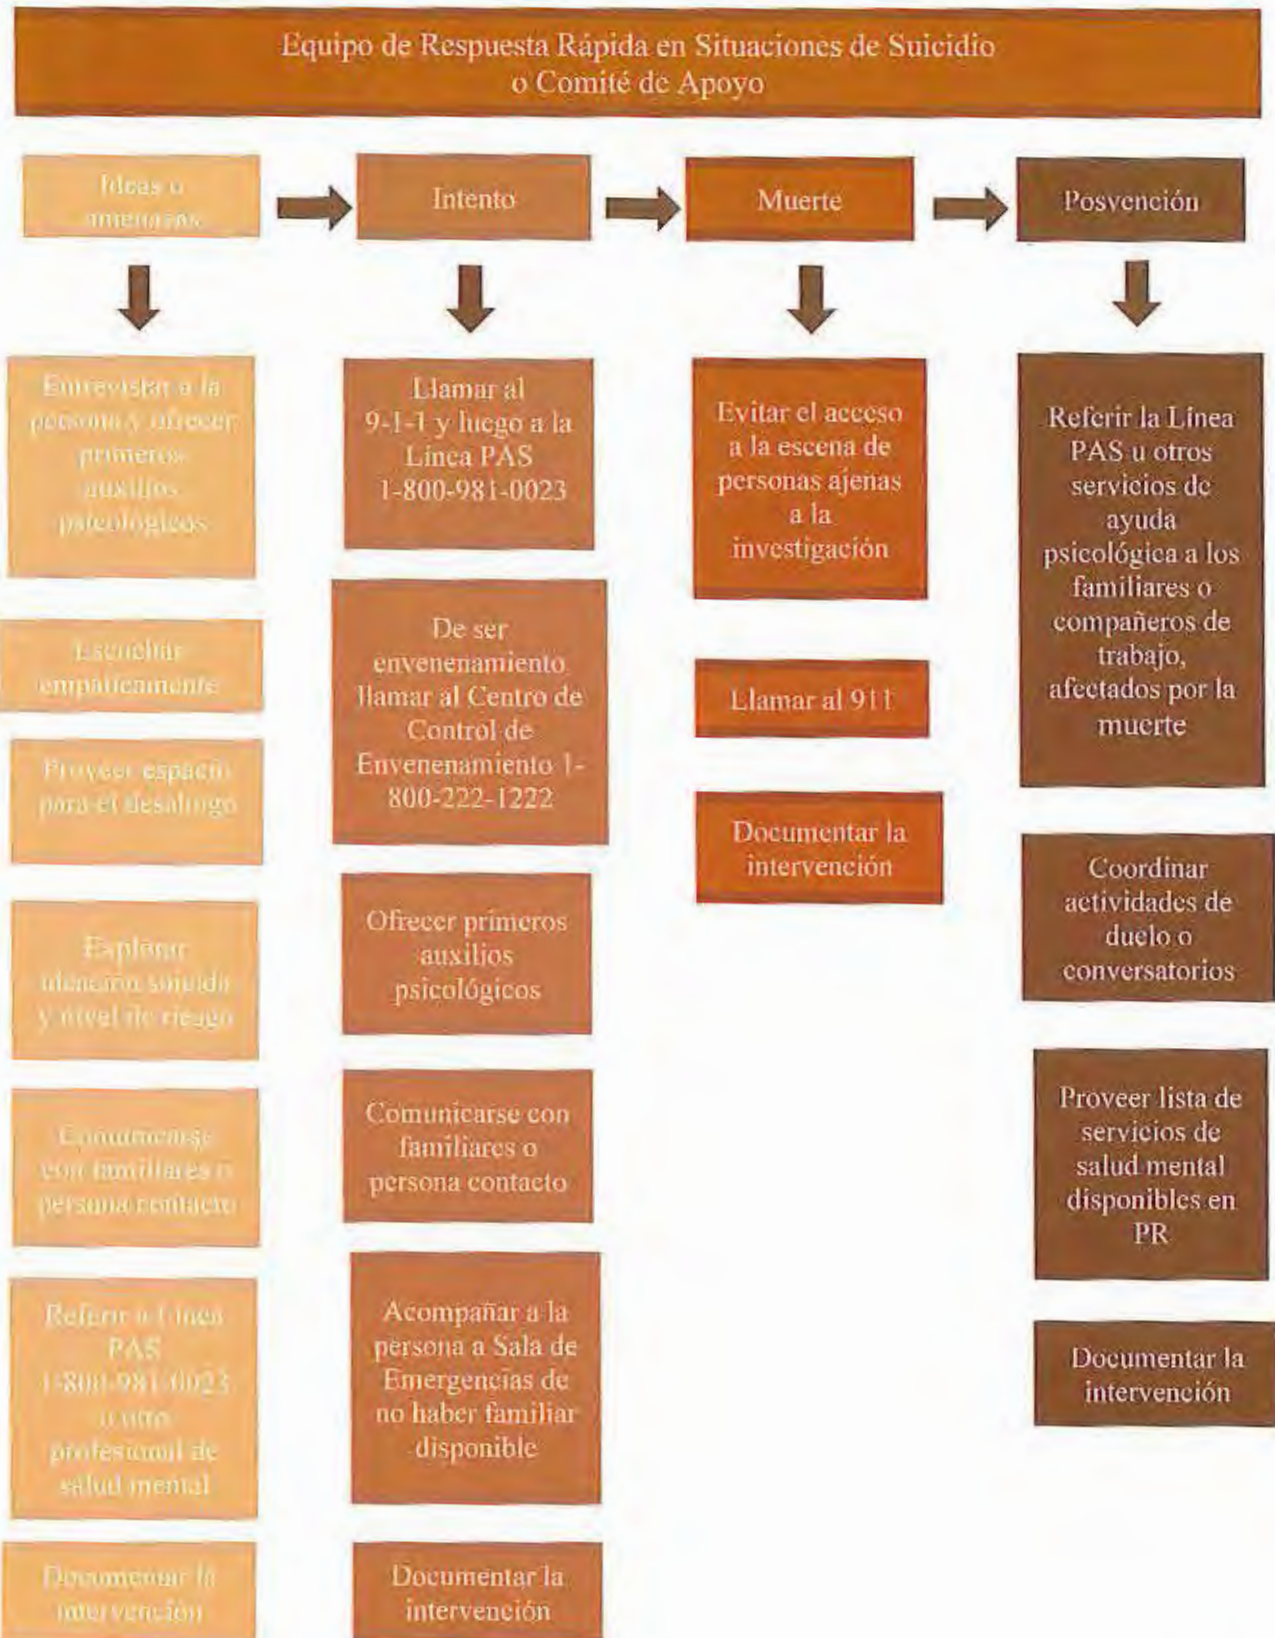 Equipo de Respuesta Rápida en Situaciones de Suicidio
o Comité de Apoyo
Ideas o
amenazas
Intento
Muerte
Posvención
Entrevistar a la
persona y ofrecer
primeros
auxilios
psicológicos
Escuchar
empáticamente
Proveer espacio
para el desahogo
Explorar
ideación suicida
y nivel de riesgo
Comunicarse
con familiares o
persona contacto
Referir a Línea
PAS
1-800-981-0023
u otro
profesional de
salud mental
Documentar la
intervención
Llamar al
9-1-1 y luego a la
Línea PAS
1-800-981-0023
De ser
envenenamiento
llamar al Centro de
Control de
Envenenamiento 1-
800-222-1222
Ofrecer primeros
auxilios
psicológicos
Comunicarse con
familiares o
persona contacto
Acompañar a la
persona a Sala de
Emergencias de
no haber familiar
disponible
Documentar la
intervención
Evitar el acceso
a la escena de
personas ajenas
a la
investigación
Llamar al 911
Documentar la
intervención
Referir la Línea
PAS u otros
servicios de
ayuda
psicológica a los
familiares o
compañeros de
trabajo,
afectados por la
muerte
Coordinar
actividades de
duelo o
conversatorios
Proveer lista de
servicios de
salud mental
disponibles en
PR
Documentar la
intervención